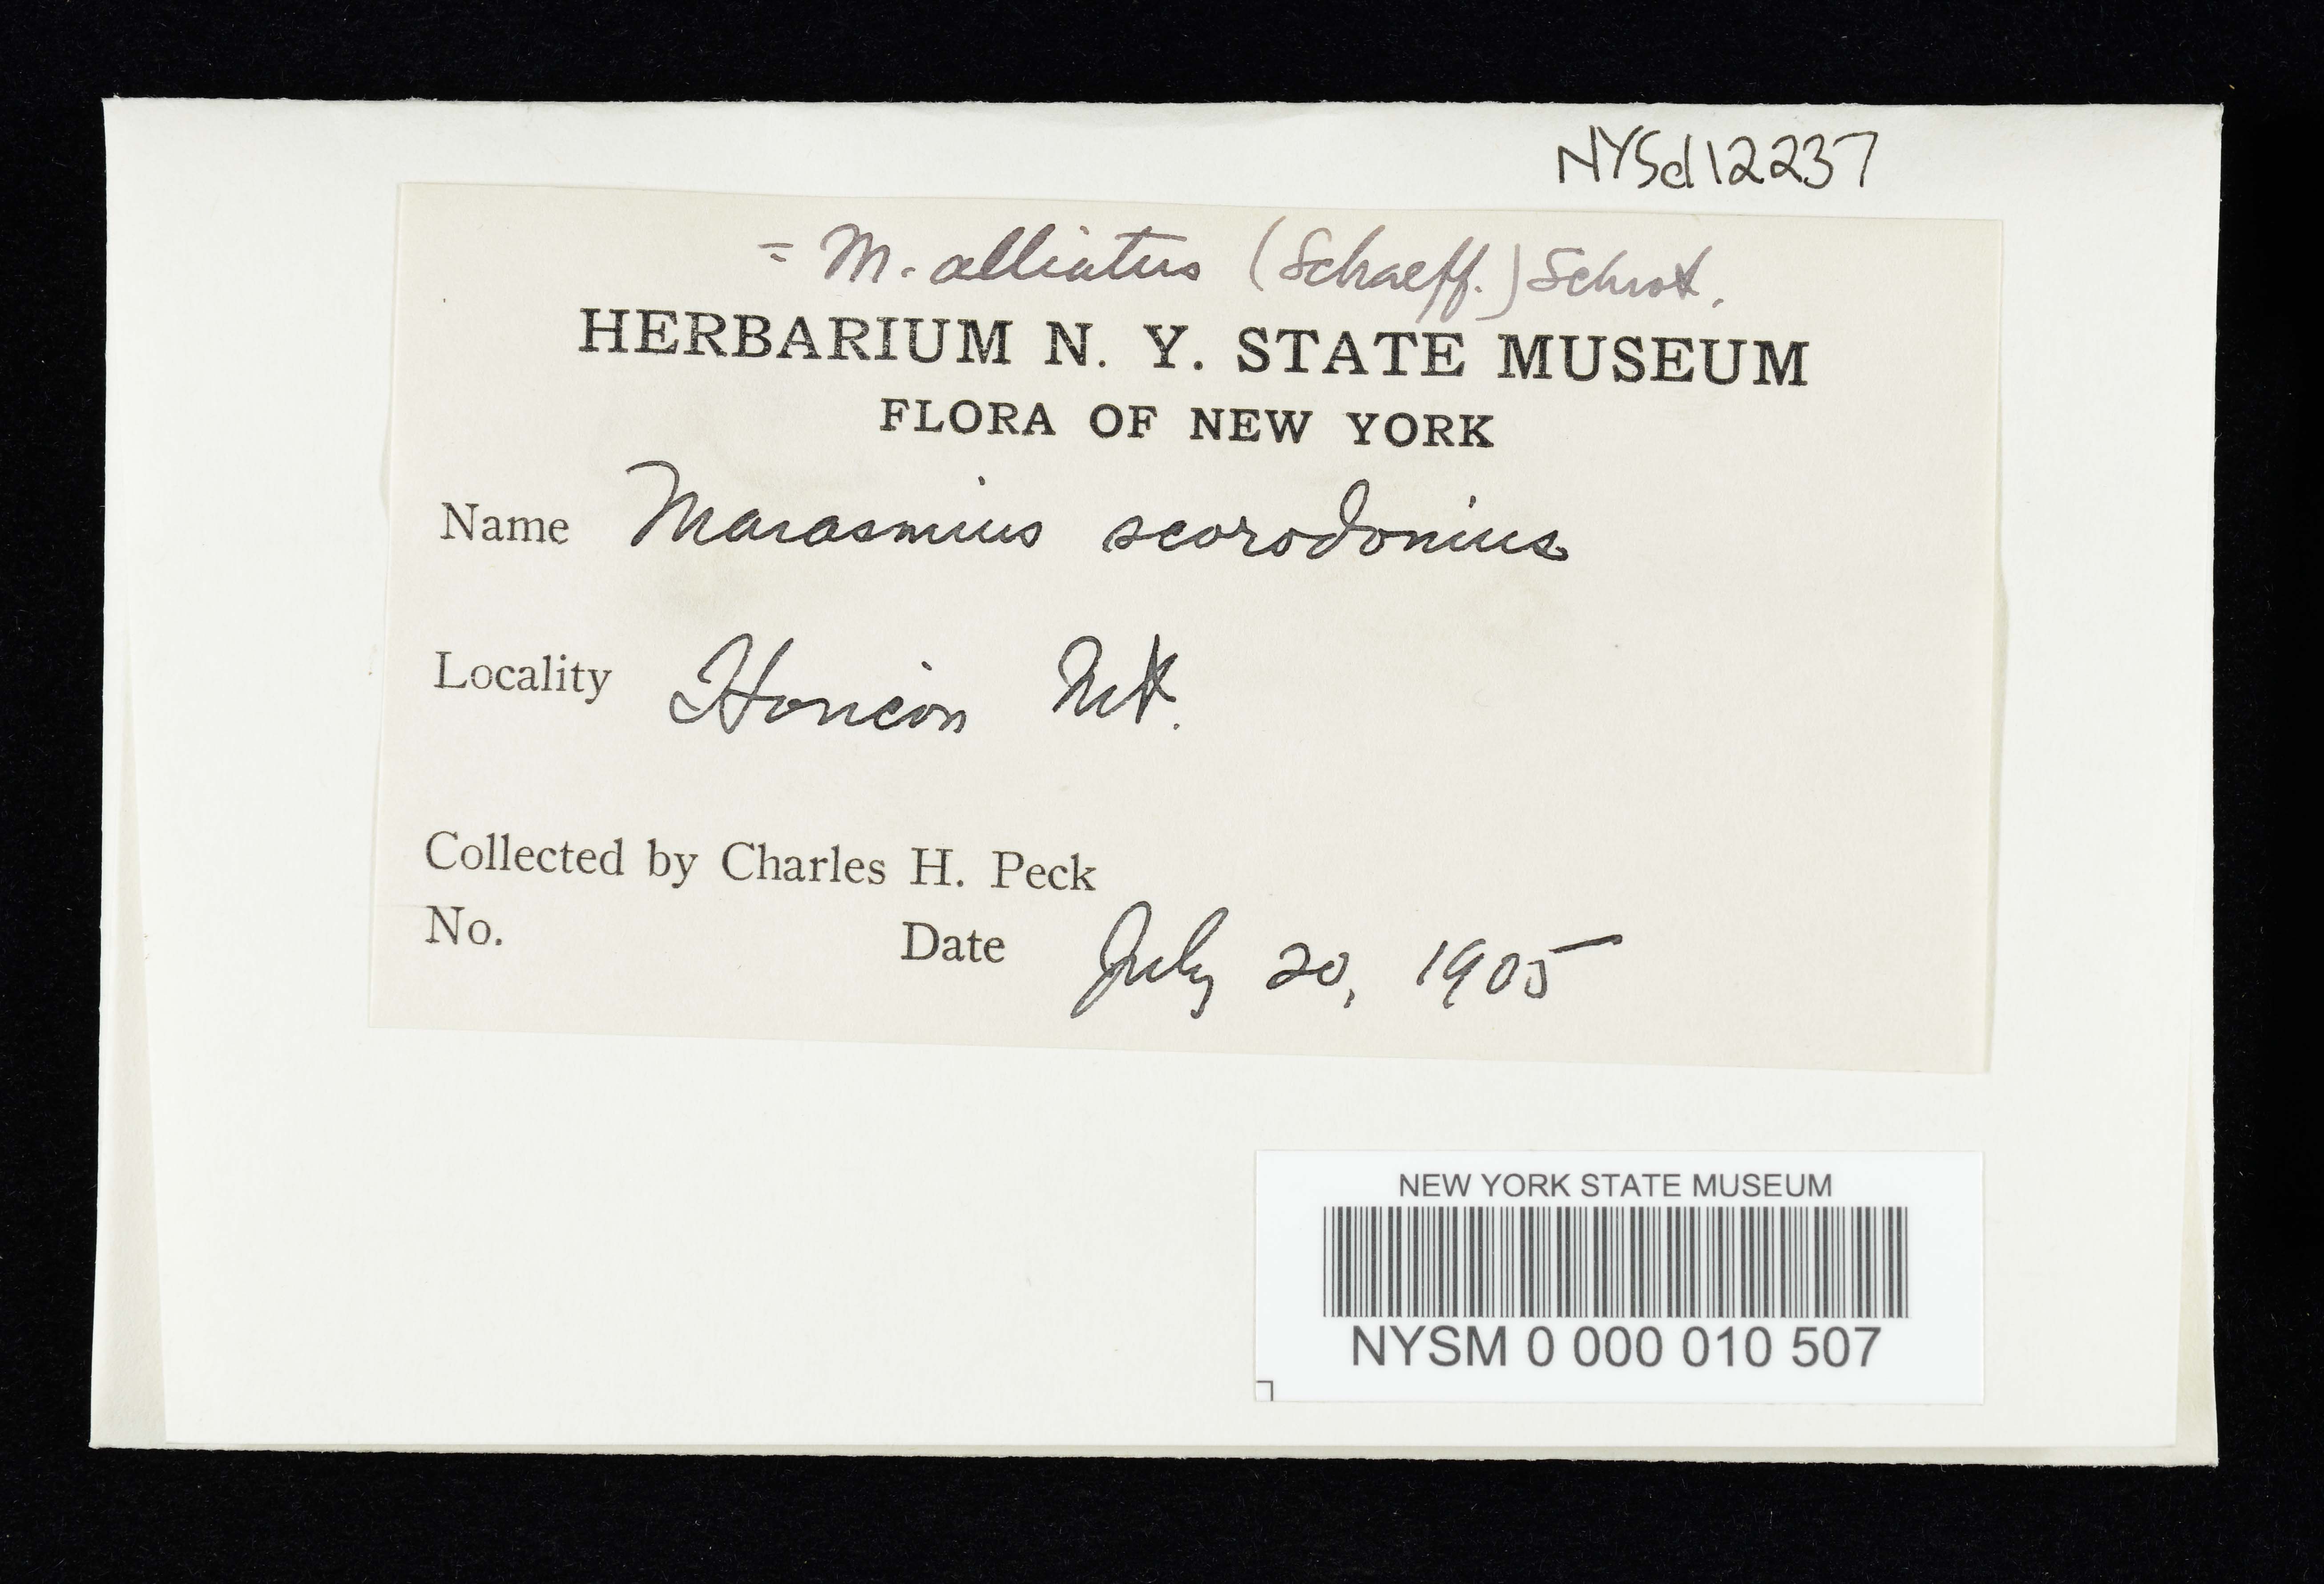 NYSd12237
= M. alliatus (Schaeff.) Schrot.
HERBARIUM N. Y. STATE MUSEUM
FLORA OF NEW YORK
Name Marasmius scorodonius
Locality Horicon Mt.
Collected by Charles H. Peck
No. Date July 20, 1905
NEW YORK STATE MUSEUM
NYSM 0 000 010 507